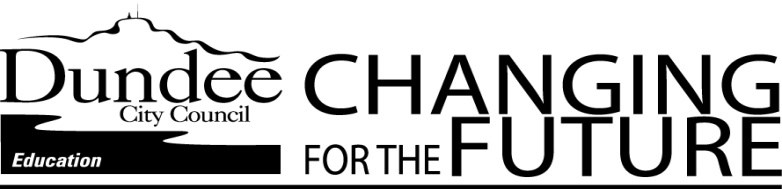 Dundee
City Council
Education
CHANGING
FOR THE FUTURE